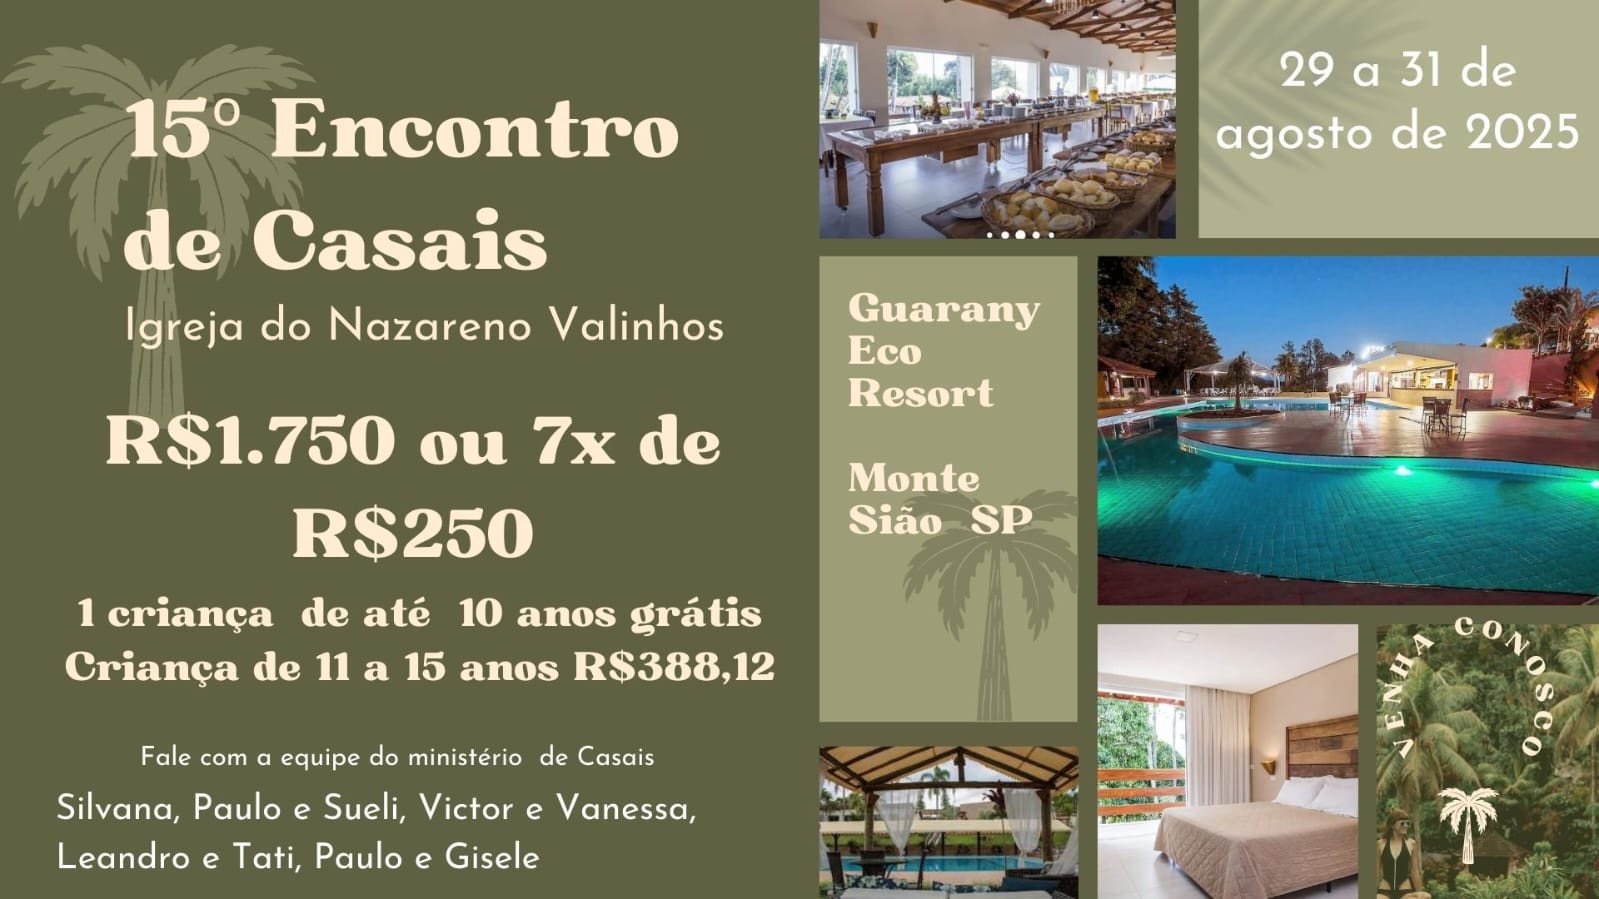 15º Encontro
de Casais
Igreja do Nazareno Valinhos
R$1.750 ou 7x de
R$250
1 criança de até 10 anos grátis
Criança de 11 a 15 anos R$388,12
Fale com a equipe do ministério de Casais
Silvana, Paulo e Sueli, Victor e Vanessa,
Leandro e Tati, Paulo e Gisele
29 a 31 de
agosto de 2025
Guarany
Eco
Resort
Monte
Sião SP
VENHA CONOSCO